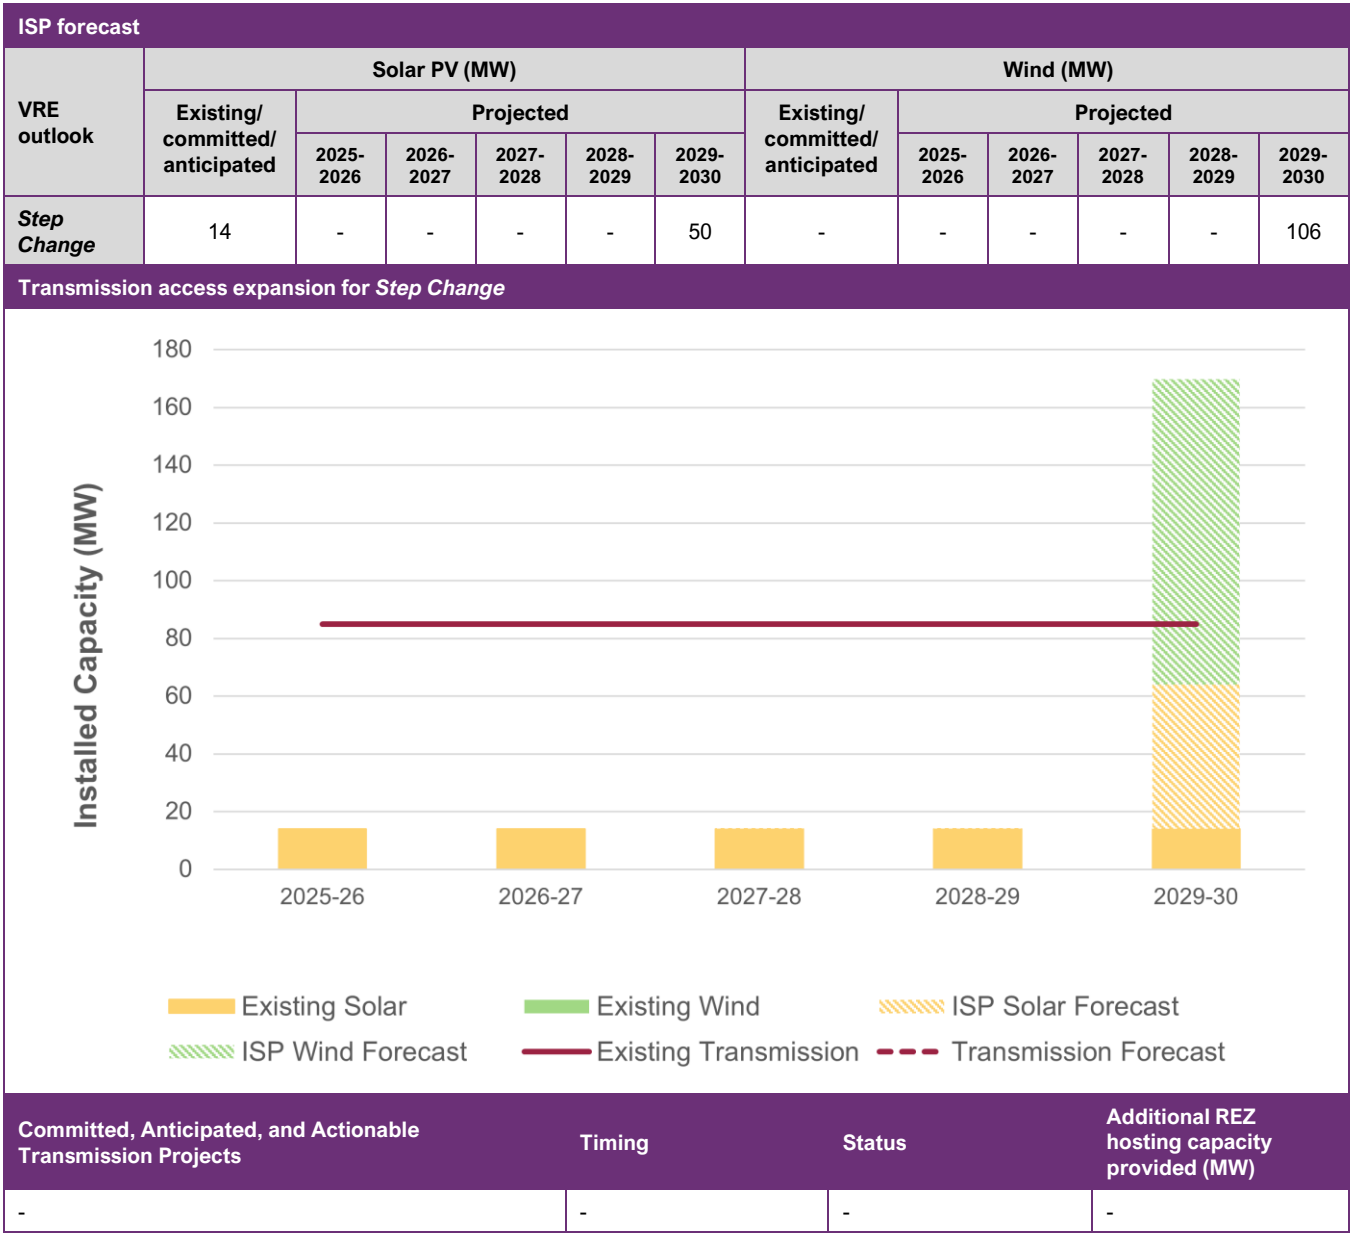 ISP forecast
VRE outlook
Solar PV (MW)
Wind (MW)
Existing/ committed/ anticipated
Projected
Existing/ committed/ anticipated
Projected
2025-2026
2026-2027
2027-2028
2028-2029
2029-2030
2025-2026
2026-2027
2027-2028
2028-2029
2029-2030
Step Change
14
-
-
-
-
50
-
-
-
-
-
106
Transmission access expansion for Step Change
Installed Capacity (MW)
180
160
140
120
100
80
60
40
20
0
2025-26
2026-27
2027-28
2028-29
2029-30
Existing Solar
Existing Wind
ISP Solar Forecast
ISP Wind Forecast
Existing Transmission
Transmission Forecast
Committed, Anticipated, and Actionable Transmission Projects
Timing
Status
Additional REZ hosting capacity provided (MW)
-
-
-
-